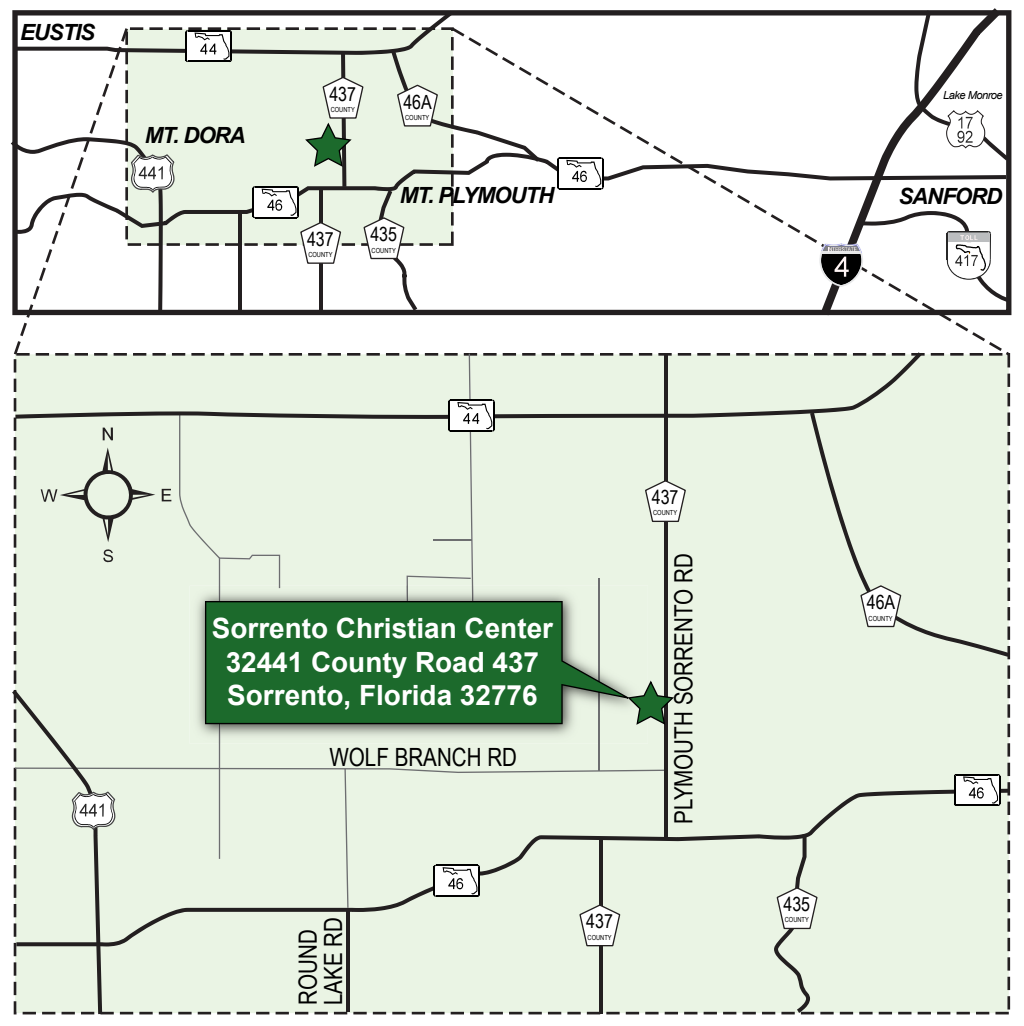 EUSTIS
44
437
COUNTY
46A
COUNTY
Lake Monroe
17
92
MT. DORA
441
46
MT. PLYMOUTH
46
SANFORD
437
COUNTY
435
COUNTY
INTERSTATE
4
TOLL
417
44
N
W
E
S
437
COUNTY
46A
COUNTY
PLYMOUTH SORRENTO RD
Sorrento Christian Center
32441 County Road 437
Sorrento, Florida 32776
WOLF BRANCH RD
441
46
46
437
COUNTY
435
COUNTY
ROUND
LAKE RD